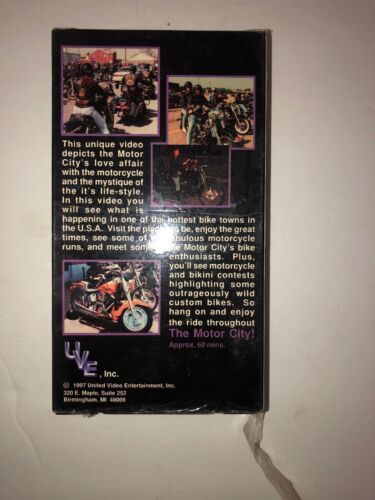 This unique video
depicts the Motor
City's love affair
with the motorcycle
and the mystique of
the it's life-style.
In this video you
will see what is
happening in one of the hottest bike towns in
the U.S.A. Visit the place to be, enjoy the great
times, see some of the fabulous motorcycle
runs, and meet some of the Motor City's bike
enthusiasts. Plus,
you'll see motorcycle
and bikini contests
highlighting some
outrageously wild
custom bikes. So
hang on and enjoy
the ride throughout
The Motor City!
Approx. 60 mins.
UVE, Inc.
© 1997 United Video Entertainment, Inc.
320 E. Maple, Suite 252
Birmingham, MI 48009